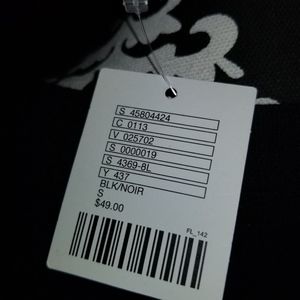 S 45804424
C 0113
V 025702
S 0000019
S 4369-8L
Y 437
BLK/NOIR
S
$49.00
FL_142